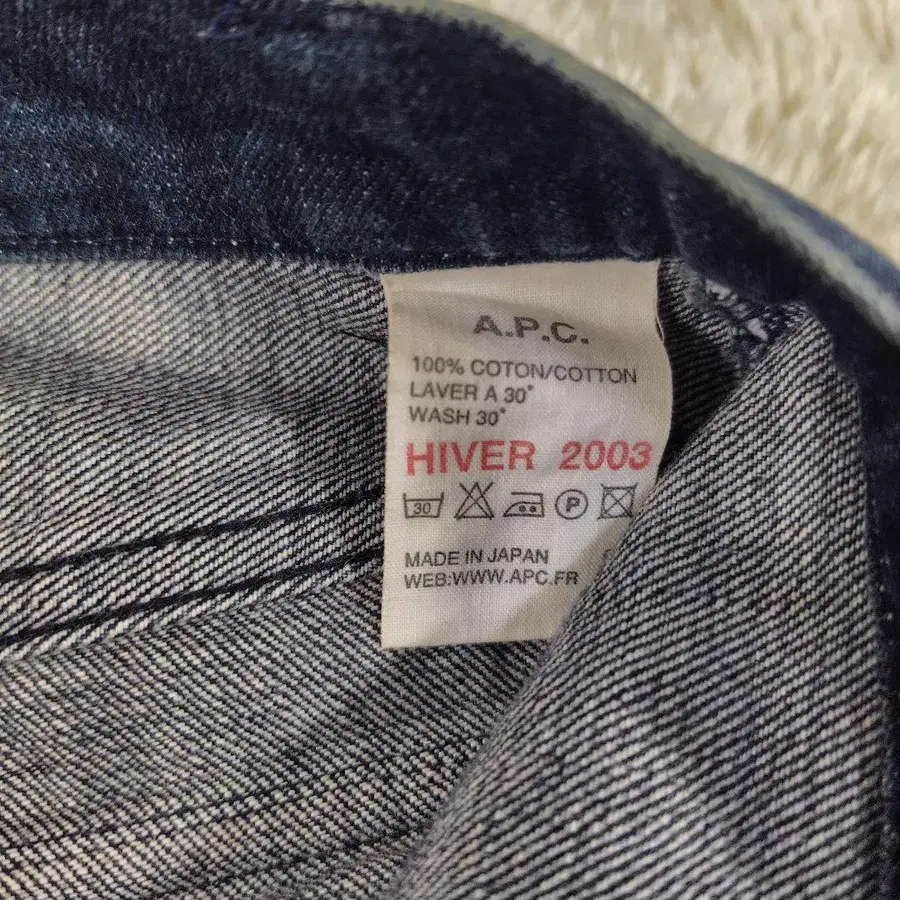 A.P.C.
100% COTON/COTTON
LAVER A 30°
WASH 30°
HIVER 2003
30 P
MADE IN JAPAN
WEB:WWW.APC.FR